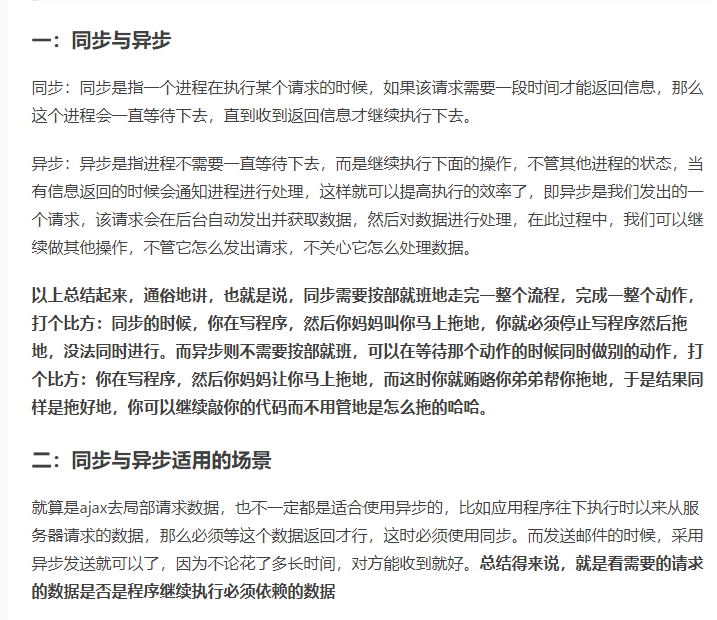 一：同步与异步
同步：同步是指一个进程在执行某个请求的时候，如果该请求需要一段时间才能返回信息，那么
这个进程会一直等待下去，直到收到返回信息才继续执行下去。
异步：异步是指进程不需要一直等待下去，而是继续执行下面的操作，不管其他进程的状态，当
有信息返回的时候会通知进程进行处理，这样就可以提高执行的效率了，即异步是我们发出的一
个请求，该请求会在后台自动发出并获取数据，然后对数据进行处理，在此过程中，我们可以继
续做其他操作，不管它怎么发出请求，不关心它怎么处理数据。
以上总结起来，通俗地讲，也就是说，同步需要按部就班地走完一整个流程，完成一整个动作，
打个比方：同步的时候，你在写程序，然后你妈妈叫你马上拖地，你就必须停止写程序然后拖
地，没法同时进行。而异步则不需要按部就班，可以在等待那个动作的时候同时做别的动作，打
个比方：你在写程序，然后你妈妈让你马上拖地，而这时你就贿赂你弟弟帮你拖地，于是结果同
样是拖好地，你可以继续敲你的代码而不用管地是怎么拖的哈哈。
二：同步与异步适用的场景
就算是ajax去局部请求数据，也不一定都是适合使用异步的，比如应用程序往下执行时以来从服
务器请求的数据，那么必须等这个数据返回才行，这时必须使用同步。而发送邮件的时候，采用
异步发送就可以了，因为不论花了多长时间，对方能收到就好。总结得来说，就是看需要的请求
的数据是否是程序继续执行必须依赖的数据